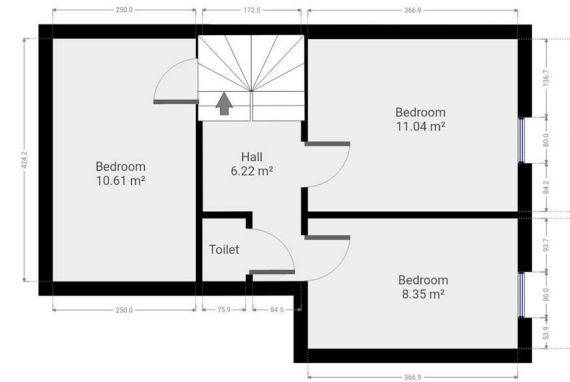 250.0
172.5
366.9
424.2
136.7
80.0
84.2
Bedroom
11.04 m²
Hall
6.22 m²
Bedroom
10.61 m²
Toilet
Bedroom
8.35 m²
93.7
80.0
53.9
250.0
75.9
84.5
366.9